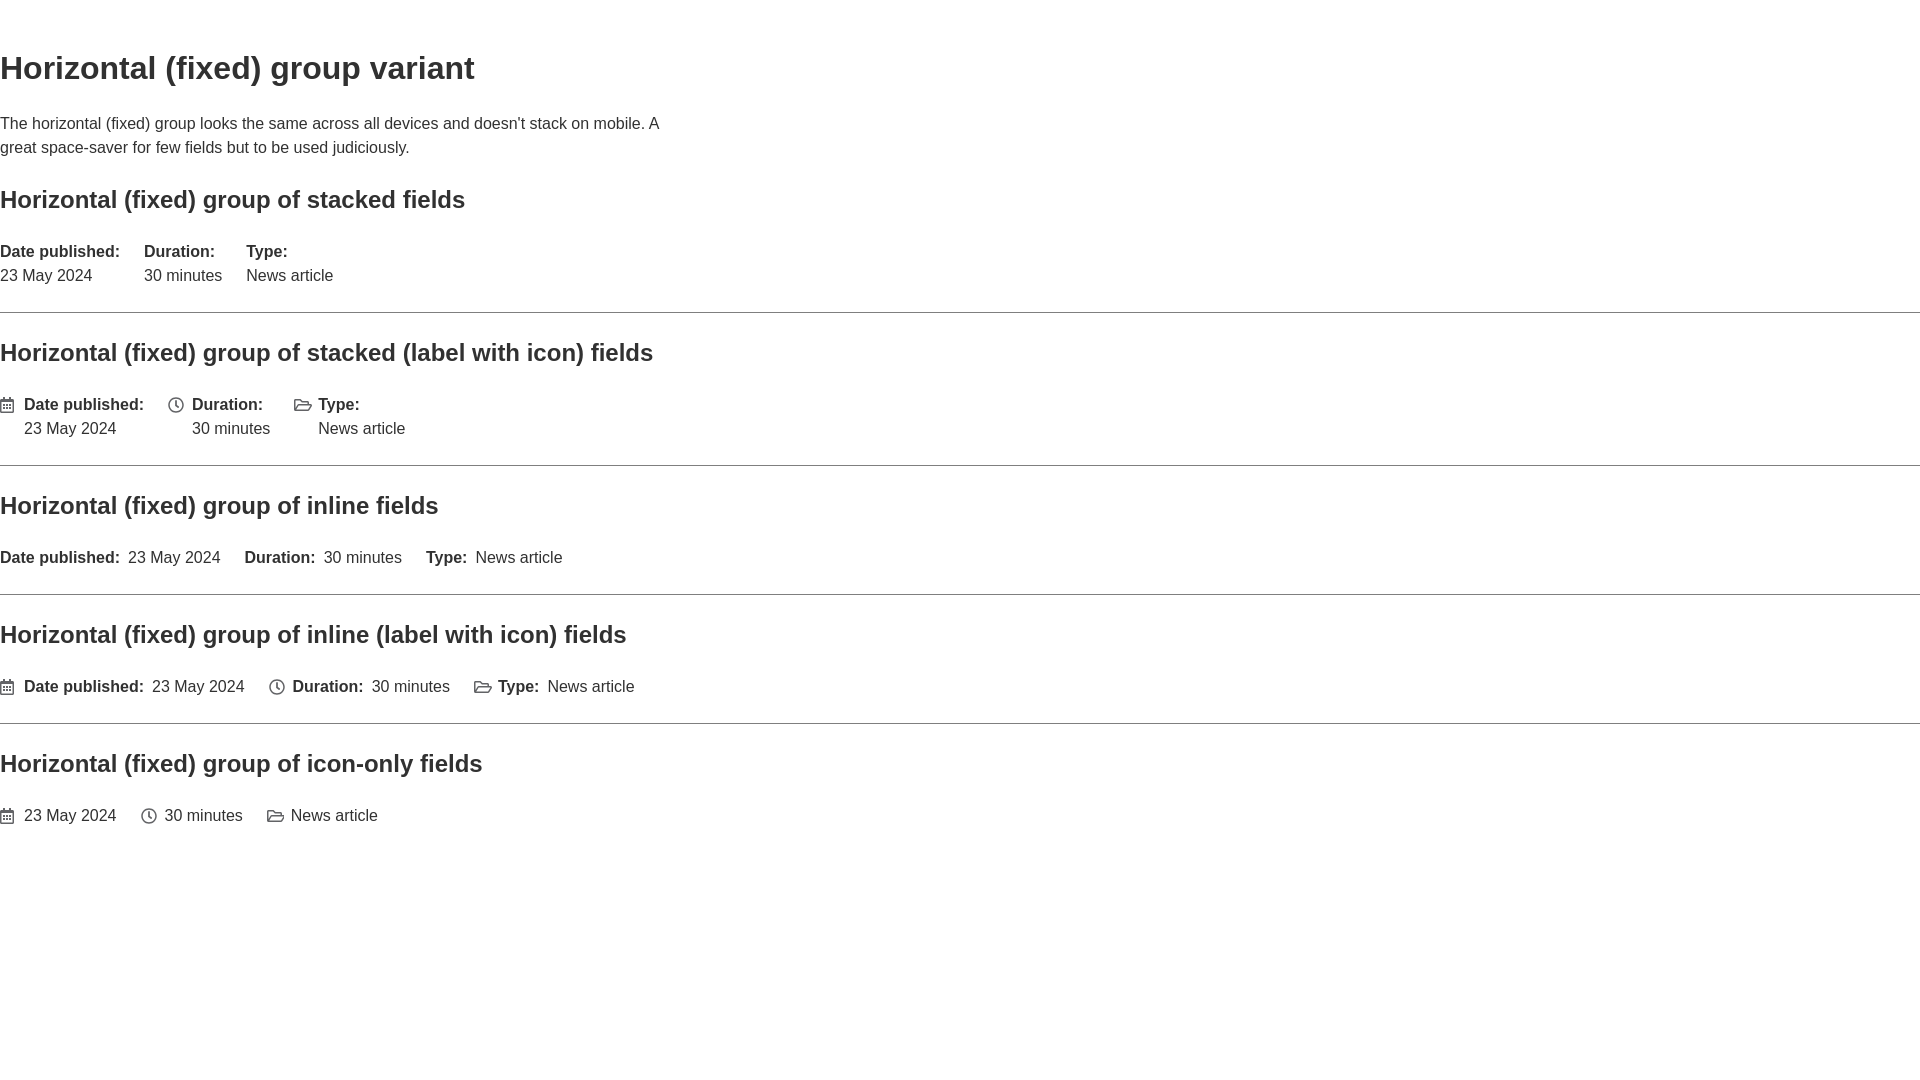 Horizontal (fixed) group variant
The horizontal (fixed) group looks the same across all devices and doesn't stack on mobile. A
great space-saver for few fields but to be used judiciously.
Horizontal (fixed) group of stacked fields
Date published: Duration: Type:
23 May 2024 30 minutes News article
Horizontal (fixed) group of stacked (label with icon) fields
Date published: Duration: Type:
23 May 2024 30 minutes News article
Horizontal (fixed) group of inline fields
Date published: 23 May 2024 Duration: 30 minutes Type: News article
Horizontal (fixed) group of inline (label with icon) fields
Date published: 23 May 2024 Duration: 30 minutes Type: News article
Horizontal (fixed) group of icon-only fields
23 May 2024 30 minutes News article